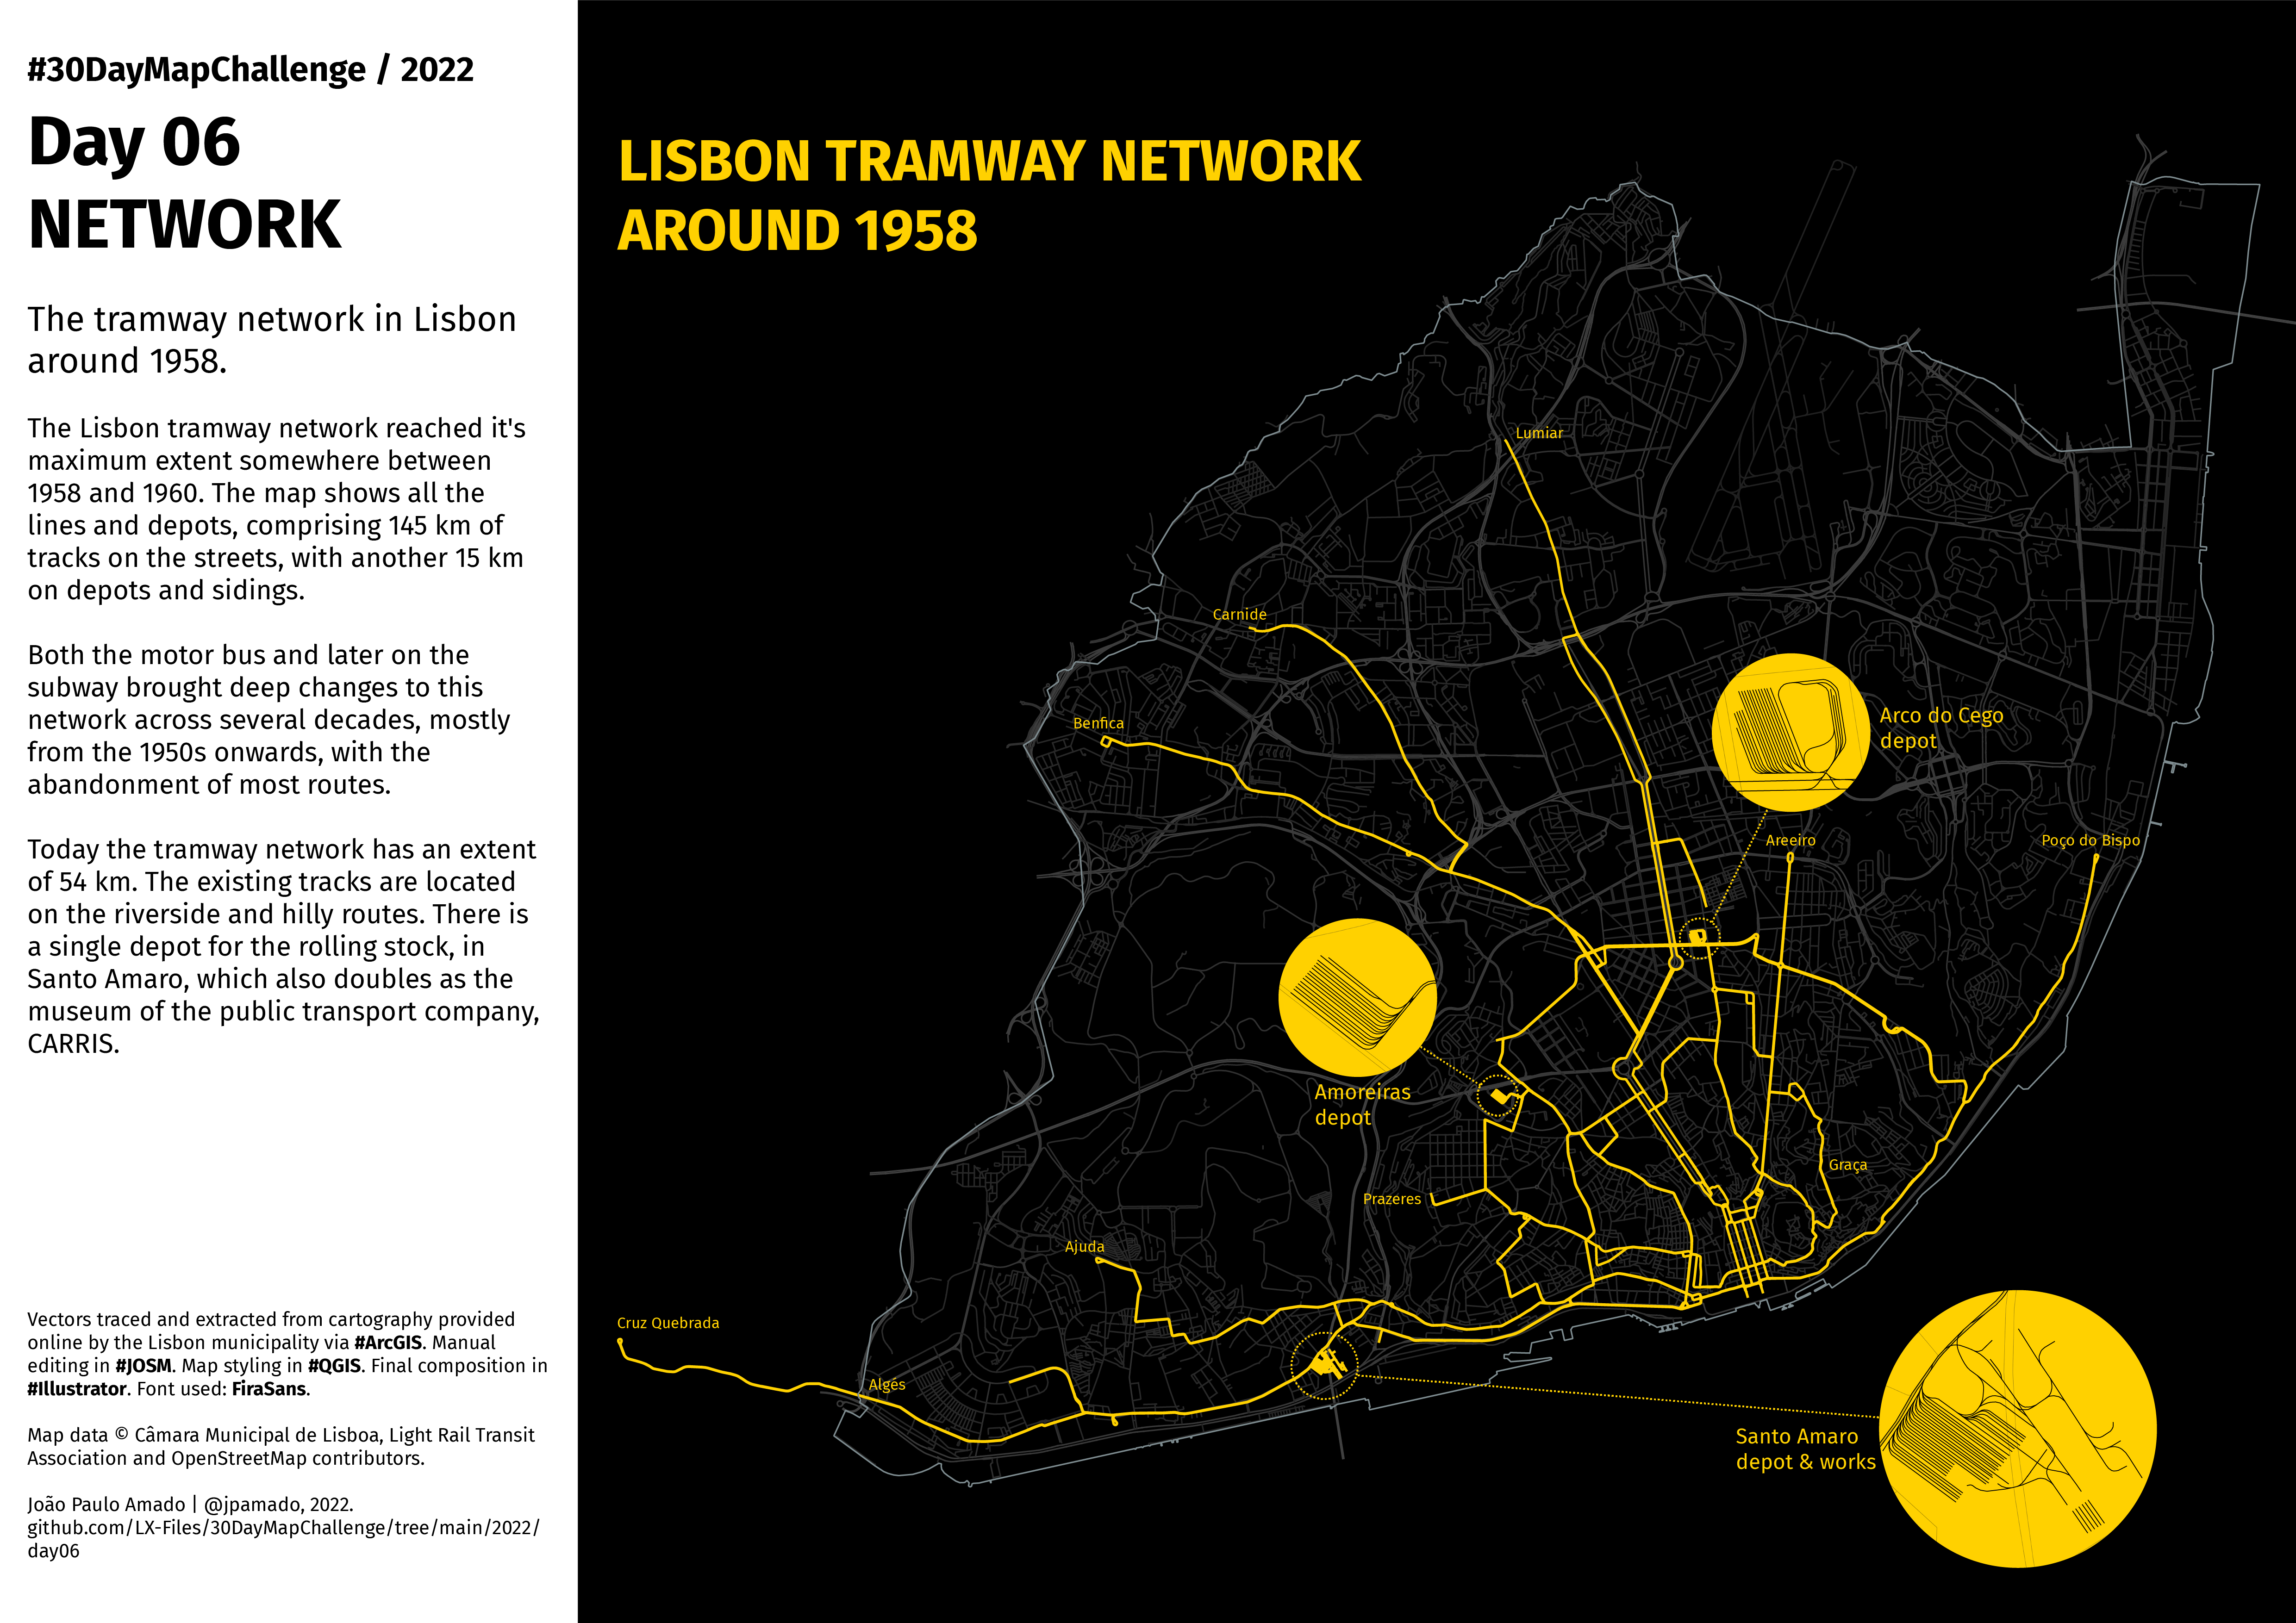 #30DayMapChallenge / 2022
Day 06
NETWORK
The tramway network in Lisbon
around 1958.
The Lisbon tramway network reached it's
maximum extent somewhere between
1958 and 1960. The map shows all the
lines and depots, comprising 145 km of
tracks on the streets, with another 15 km
on depots and sidings.
Both the motor bus and later on the
subway brought deep changes to this
network across several decades, mostly
from the 1950s onwards, with the
abandonment of most routes.
Today the tramway network has an extent
of 54 km. The existing tracks are located
on the riverside and hilly routes. There is
a single depot for the rolling stock, in
Santo Amaro, which also doubles as the
museum of the public transport company,
CARRIS.
Vectors traced and extracted from cartography provided
online by the Lisbon municipality via #ArcGIS. Manual
editing in #JOSM. Map styling in #QGIS. Final composition in
#Illustrator. Font used: FiraSans.
Map data © Câmara Municipal de Lisboa, Light Rail Transit
Association and OpenStreetMap contributors.
João Paulo Amado | @jpamado, 2022.
github.com/LX-Files/30DayMapChallenge/tree/main/2022/
day06
LISBON TRAMWAY NETWORK
AROUND 1958
Lumiar
Carnide
Benfica
Arco do Cego
depot
Areeiro
Poço do Bispo
Amoreiras
depot
Graça
Prazeres
Ajuda
Cruz Quebrada
Algés
Santo Amaro
depot & works